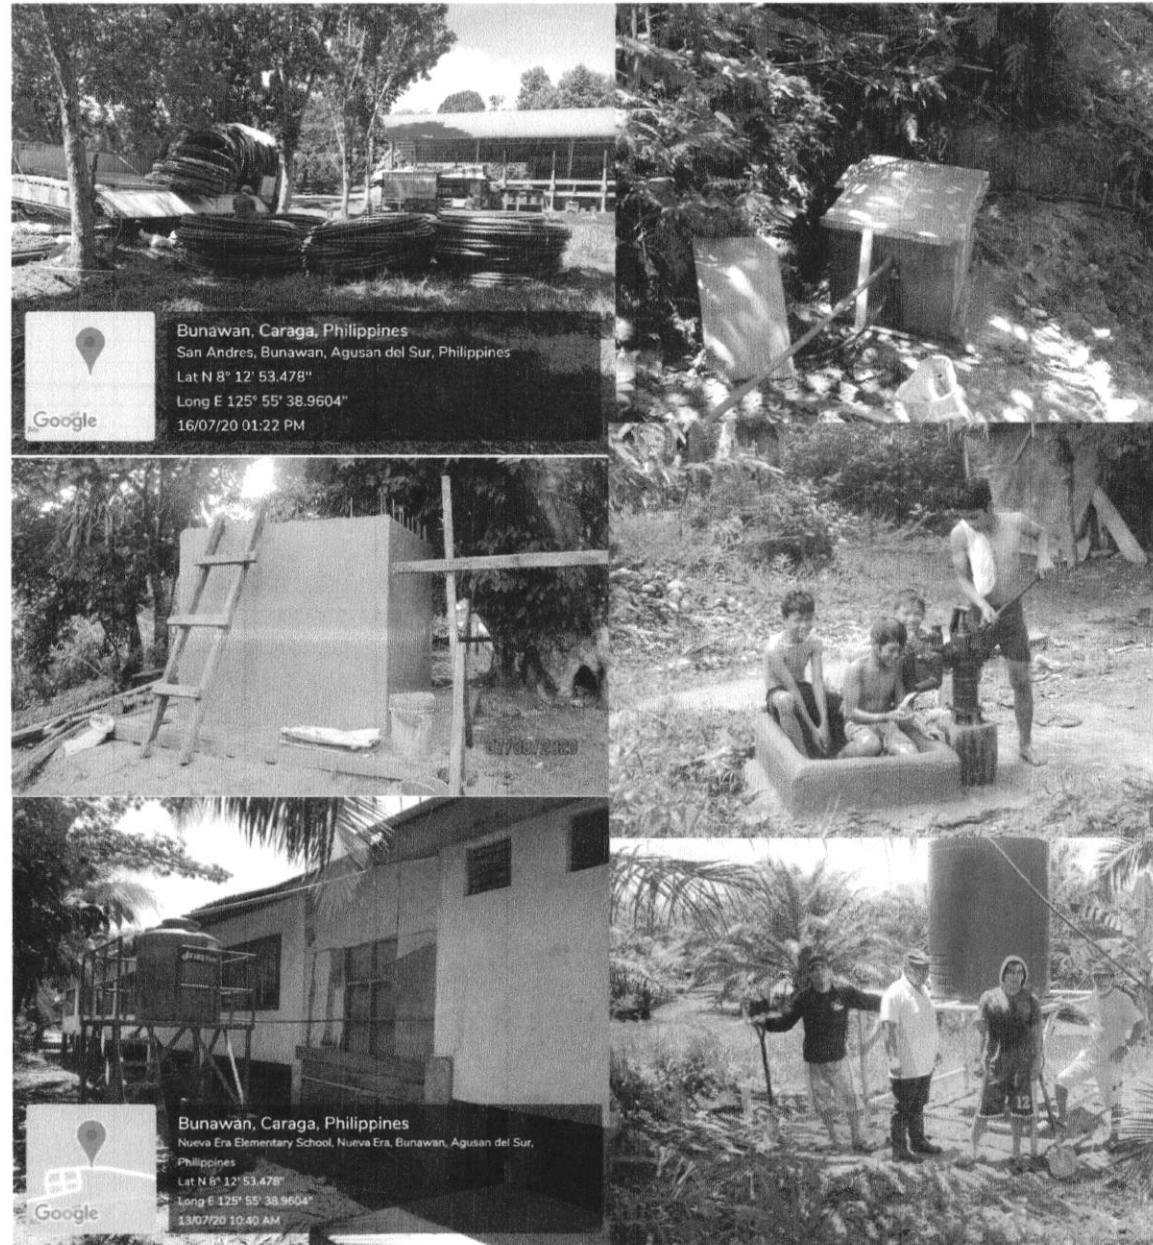 Bunawan, Caraga, Philippines
San Andres, Bunawan, Agusan del Sur, Philippines
Lat N 8° 12' 53.478"
Long E 125° 55' 38.9604"
16/07/20 01:22 PM
Google
Bunawan, Caraga, Philippines
Nueva Era Elementary School, Nueva Era, Bunawan, Agusan del Sur,
Philippines
Lat N 8° 12' 53.478"
Long E 125° 55' 38.9604"
13/07/20 10:40 AM
Google
12